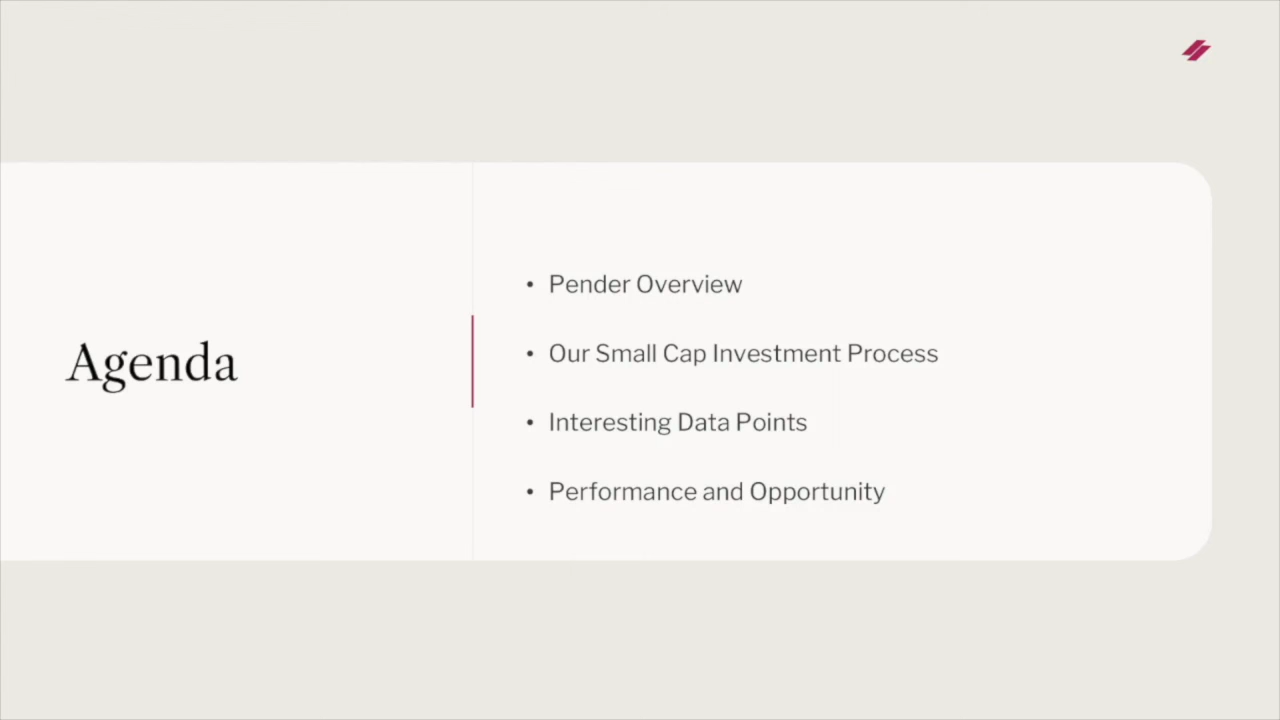 Agenda
• Pender Overview
• Our Small Cap Investment Process
• Interesting Data Points
• Performance and Opportunity